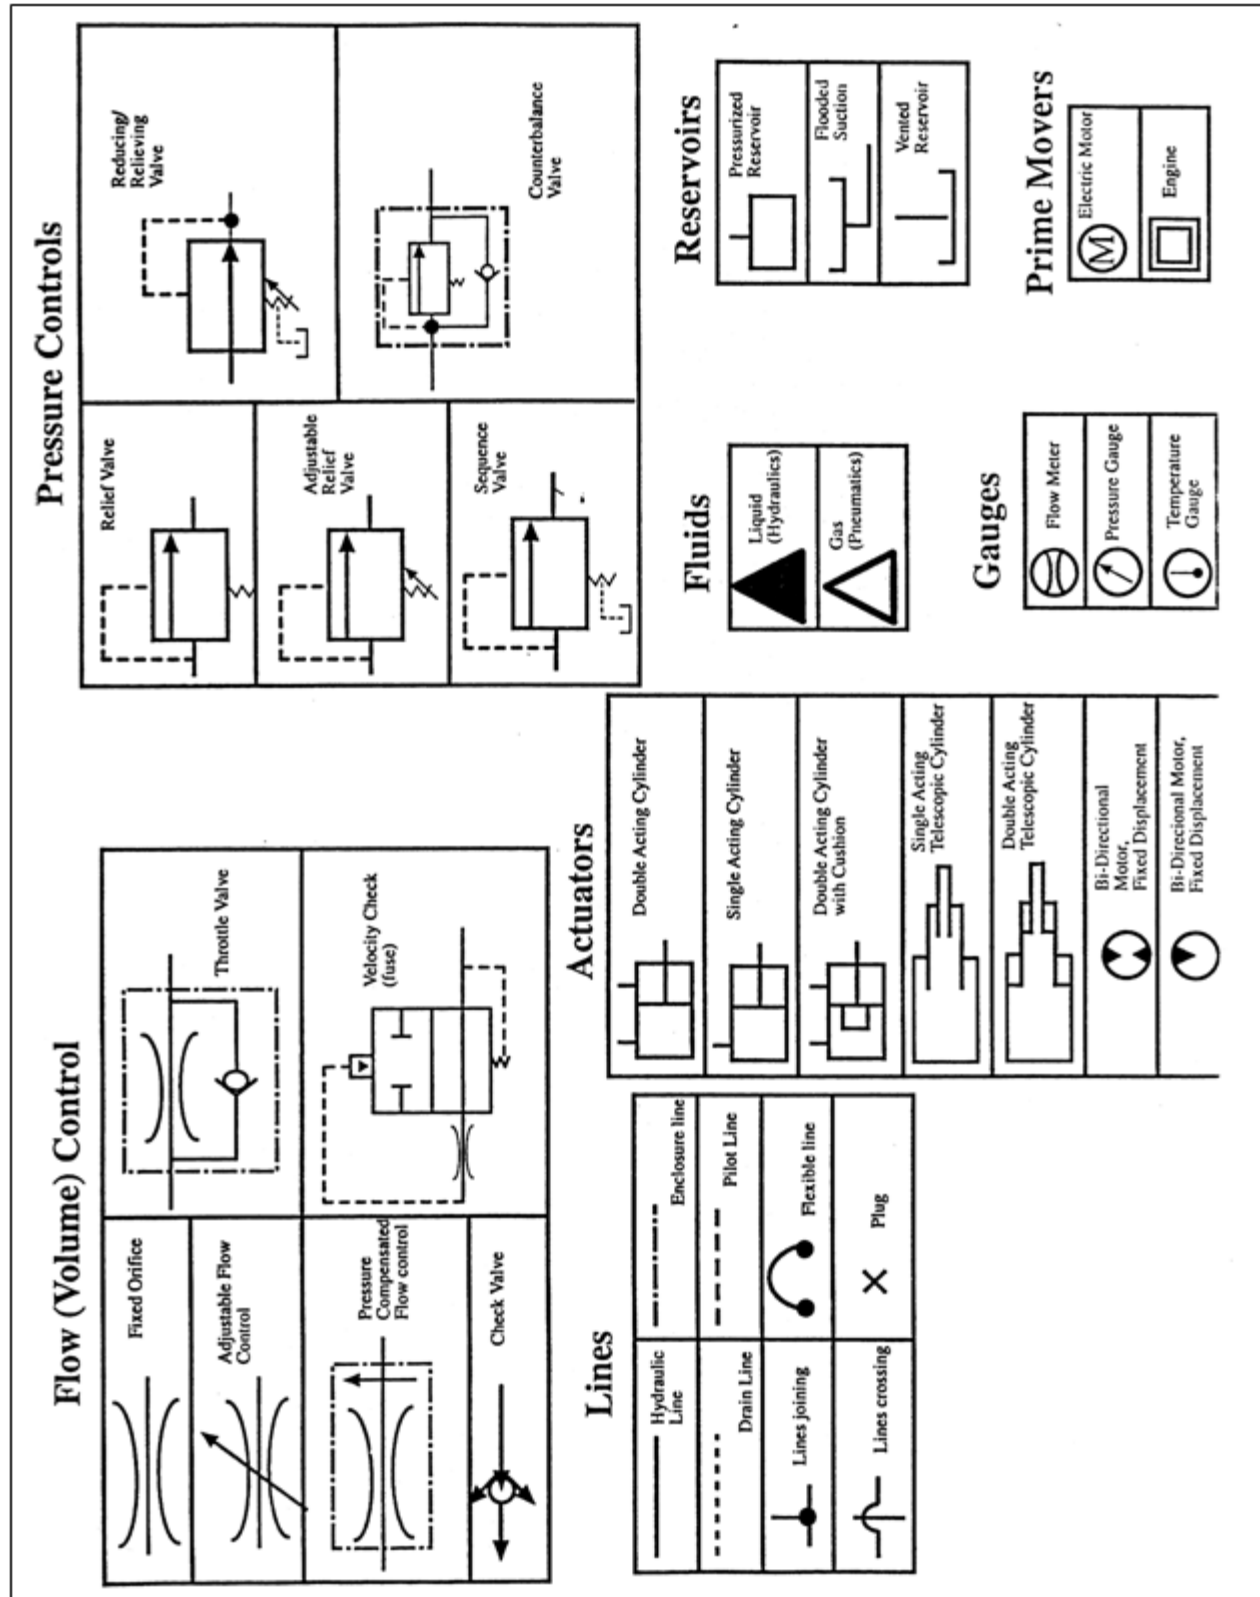 Flow (Volume) Control
Fixed Orifice
Adjustable Flow
Control
Pressure
Compensated
Flow control
Check Valve
Throttle Valve
Velocity Check
(fuse)
Pressure Controls
Relief Valve
Adjustable
Relief
Valve
Sequence
Valve
Reducing/
Relieving
Valve
Counterbalance
Valve
Lines
Hydraulic
Line
Enclosure line
Drain Line
Pilot Line
Lines joining
Flexible line
Lines crossing
Plug
Actuators
Double Acting Cylinder
Single Acting Cylinder
Double Acting Cylinder
with Cushion
Single Acting
Telescopic Cylinder
Double Acting
Telescopic Cylinder
Bi-Directional
Motor,
Fixed Displacement
Bi-Direcional Motor,
Fixed Displacement
Fluids
Liquid
(Hydraulics)
Gas
(Pneumatics)
Reservoirs
Pressurized
Reservoir
Flooded
Suction
Vented
Reservoir
Gauges
Flow Meter
Pressure Gauge
Temperature
Gauge
Prime Movers
M
Electric Motor
Engine